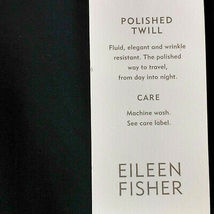 POLISHED
TWILL
Fluid, elegant and wrinkle
resistant. The polished
way to travel,
from day into night.
CARE
Machine wash.
See care label.
EILEEN
FISHER